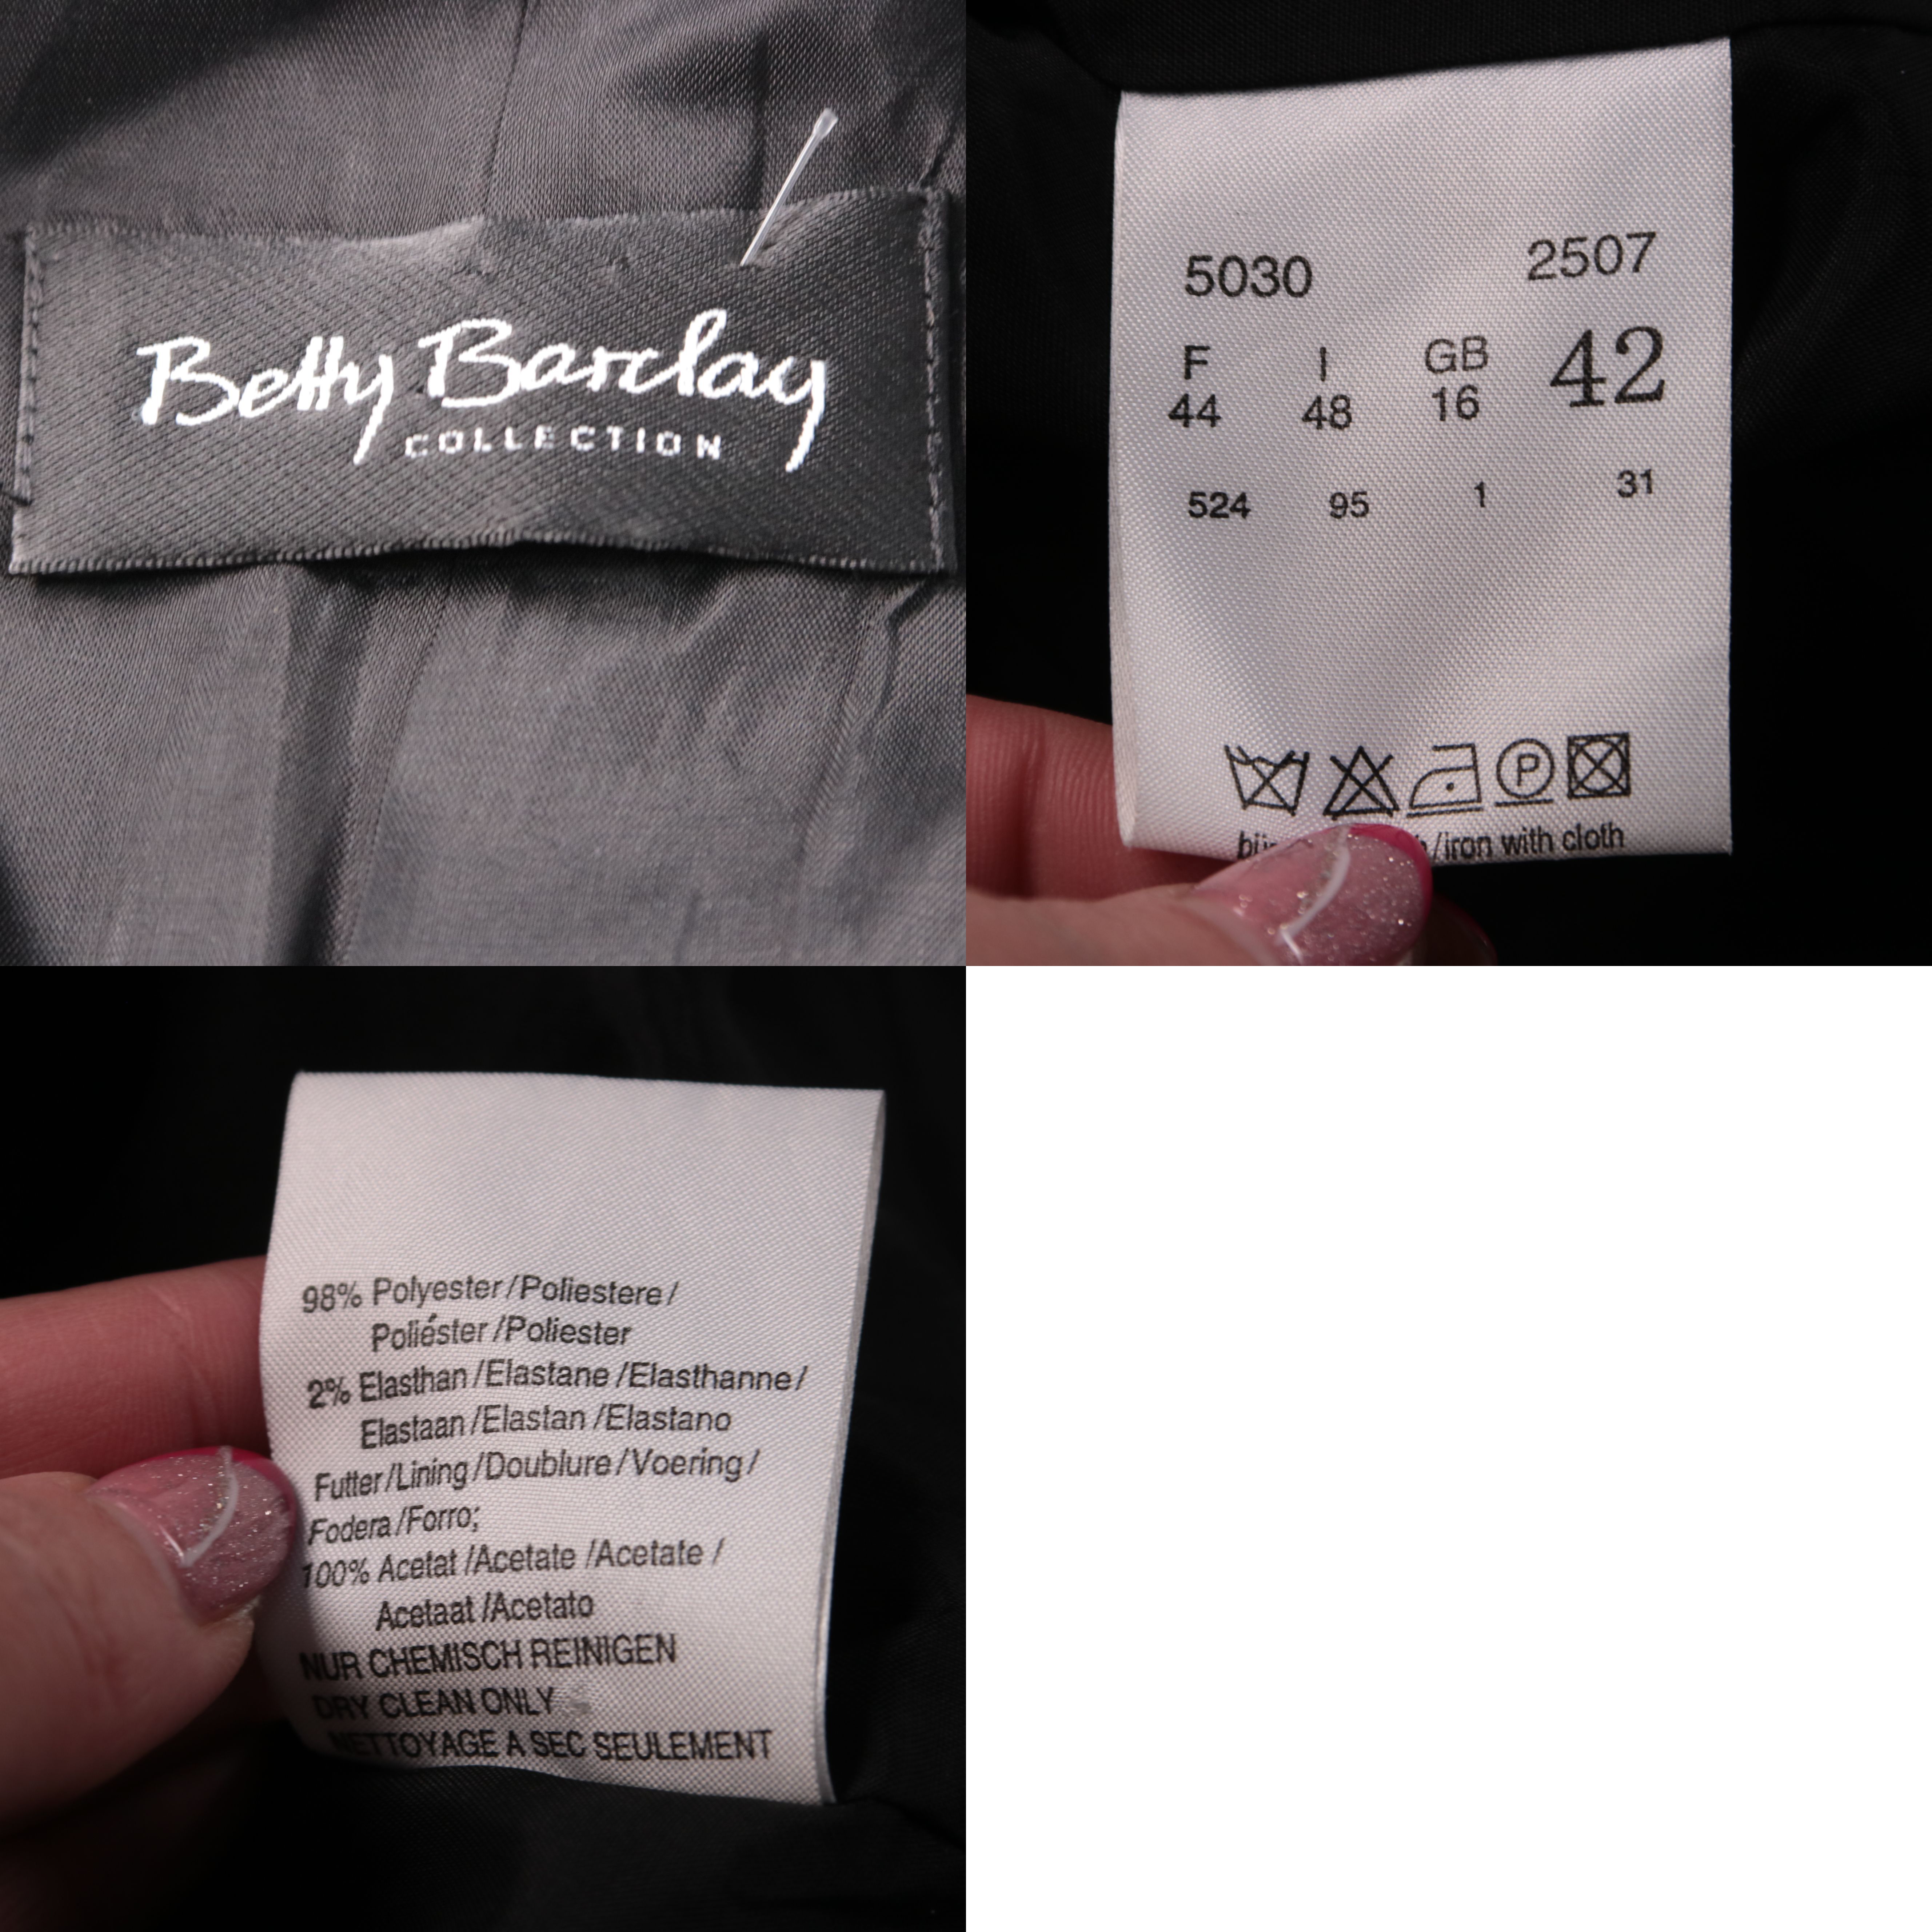 Betty Barclay
COLLECTION
5030 2507
F I GB 42
44 48 16
524 95 1 31
P
/iron with cloth
98% Polyester/Poliestere/
Poliéster/Poliester
2% Elasthan/Elastane/Elasthanne/
Elastaan/Elastan/Elastano
Futter/Lining/Doublure/Voering/
Fodera/Forro;
100% Acetat/Acetate/Acetate/
Acetaat/Acetato
NUR CHEMISCH REINIGEN
DRY CLEAN ONLY
NETTOYAGE A SEC SEULEMENT